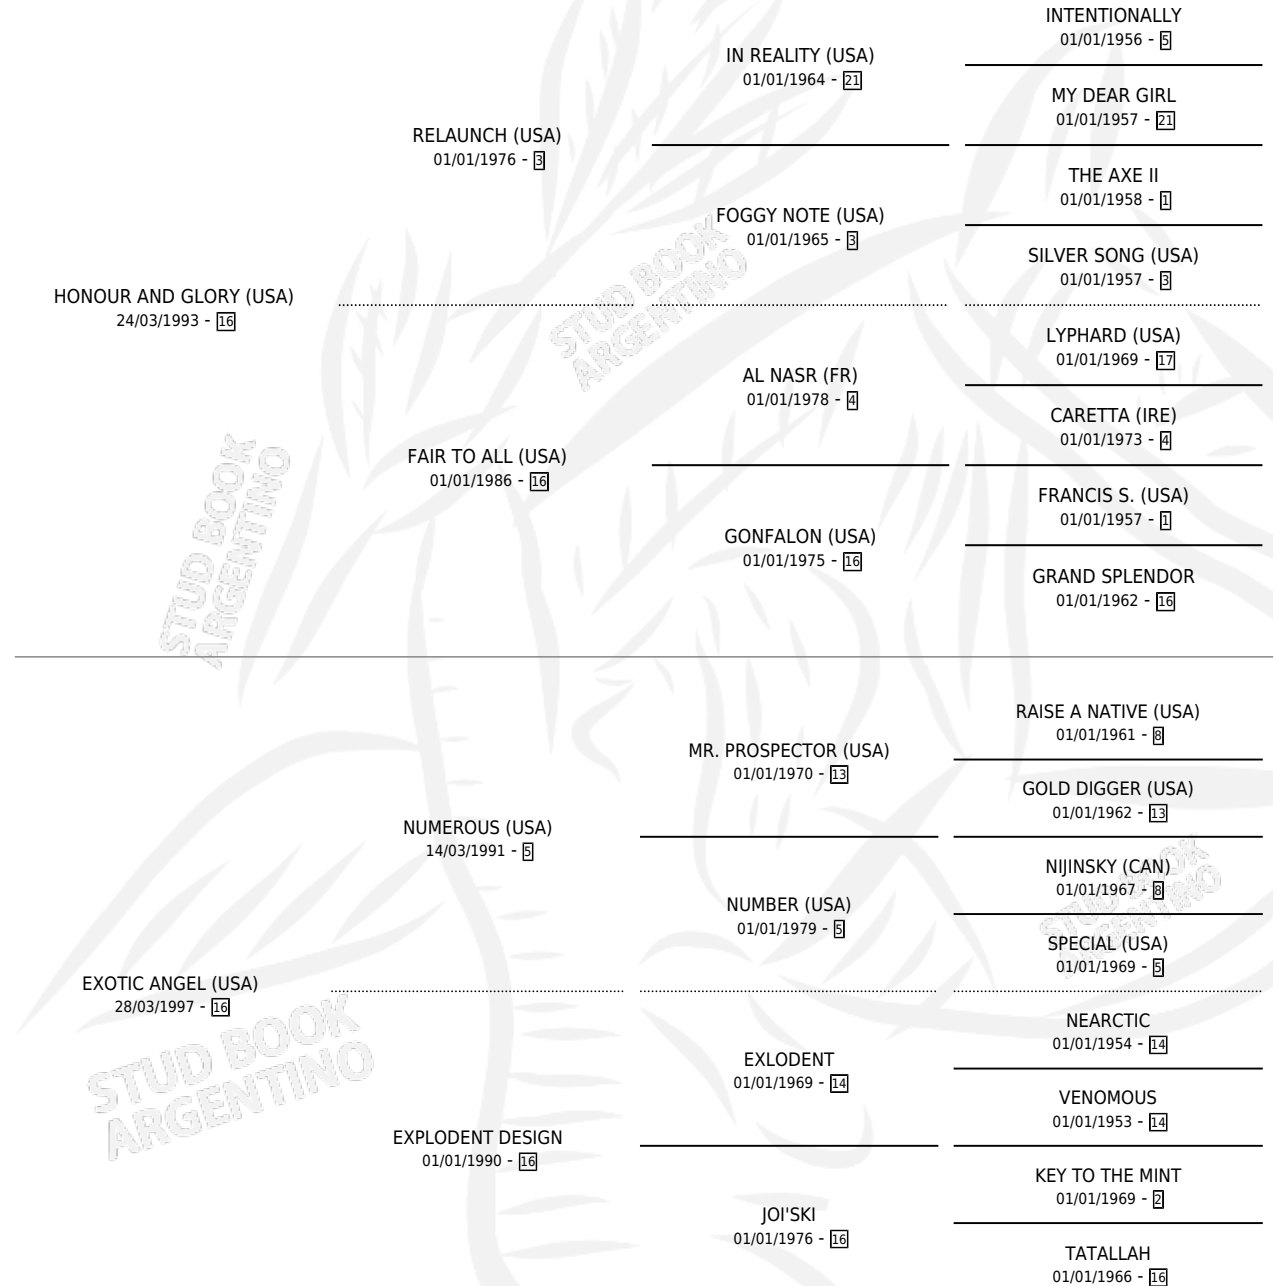 INTENTIONALLY
01/01/1956 - 5
IN REALITY (USA)
01/01/1964 - 21
MY DEAR GIRL
01/01/1957 - 21
RELAUNCH (USA)
01/01/1976 - 3
THE AXE II
01/01/1958 - 1
FOGGY NOTE (USA)
01/01/1965 - 3
SILVER SONG (USA)
01/01/1957 - 3
HONOUR AND GLORY (USA)
24/03/1993 - 16
LYPHARD (USA)
01/01/1969 - 17
AL NASR (FR)
01/01/1978 - 4
CARETTA (IRE)
01/01/1973 - 4
FAIR TO ALL (USA)
01/01/1986 - 16
FRANCIS S. (USA)
01/01/1957 - 1
GONFALON (USA)
01/01/1975 - 16
GRAND SPLENDOR
01/01/1962 - 16
RAISE A NATIVE (USA)
01/01/1961 - 8
MR. PROSPECTOR (USA)
01/01/1970 - 13
GOLD DIGGER (USA)
01/01/1962 - 13
NUMEROUS (USA)
14/03/1991 - 5
NIJINSKY (CAN)
01/01/1967 - 8
NUMBER (USA)
01/01/1979 - 5
SPECIAL (USA)
01/01/1969 - 5
EXOTIC ANGEL (USA)
28/03/1997 - 16
NEARCTIC
01/01/1954 - 14
EXLODENT
01/01/1969 - 14
VENOMOUS
01/01/1953 - 14
EXPLODENT DESIGN
01/01/1990 - 16
KEY TO THE MINT
01/01/1969 - 2
JOI'SKI
01/01/1976 - 16
TATALLAH
01/01/1966 - 16
STUD BOOK
ARGENTINO
STUD BOOK
ARGENTINO
STUD BOOK
ARGENTINO
STUD BOOK
ARGENTINO